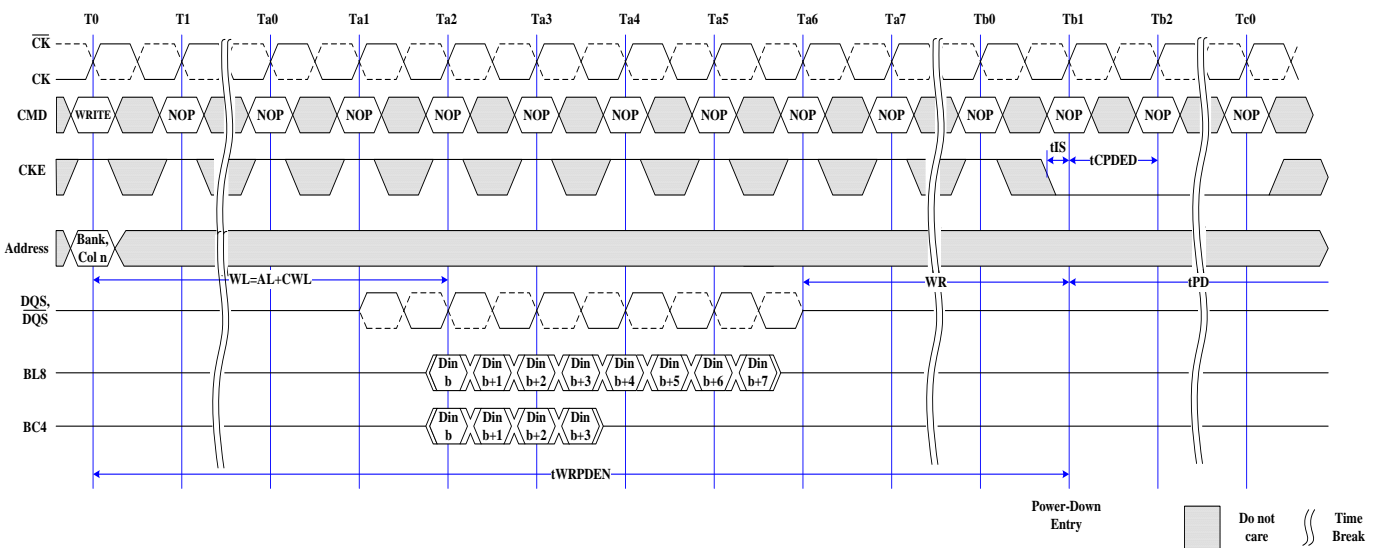 T0 T1 Ta0 Ta1 Ta2 Ta3 Ta4 Ta5 Ta6 Ta7 Tb0 Tb1 Tb2 Tc0
CK
CK
CMD WRITE NOP NOP NOP NOP NOP NOP NOP NOP NOP NOP NOP NOP NOP
tIS
CKE tCPDED
Address Bank,
Col n
WL=AL+CWL WR tPD
DQS,
DQS
BL8 Din b Din b+1 Din b+2 Din b+3 Din b+4 Din b+5 Din b+6 Din b+7
BC4 Din b Din b+1 Din b+2 Din b+3
tWRPDEN
Power-Down
Entry
Do not
care
Time
Break